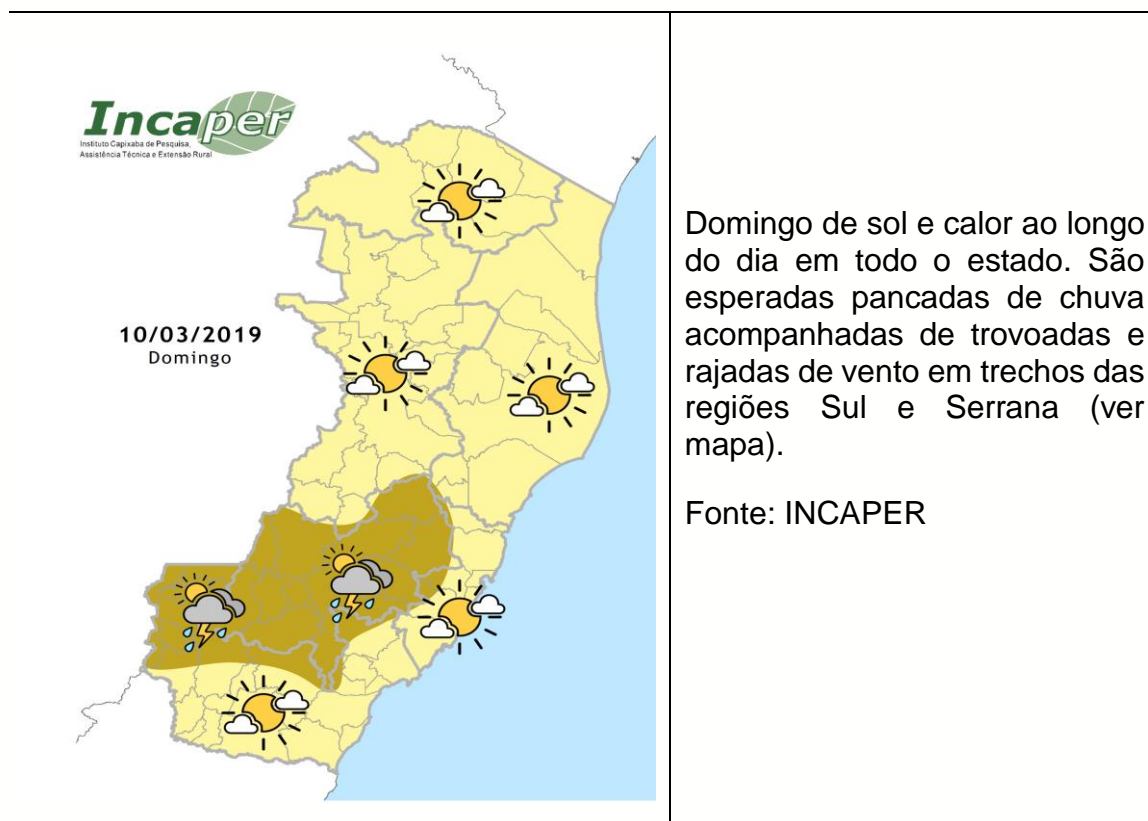 Incaper
Instituto Capixaba de Pesquisa,
Assistência Técnica e Extensão Rural
10/03/2019
Domingo
Domingo de sol e calor ao longo
do dia em todo o estado. São
esperadas pancadas de chuva
acompanhadas de trovoadas e
rajadas de vento em trechos das
regiões Sul e Serrana (ver
mapa).
Fonte: INCAPER